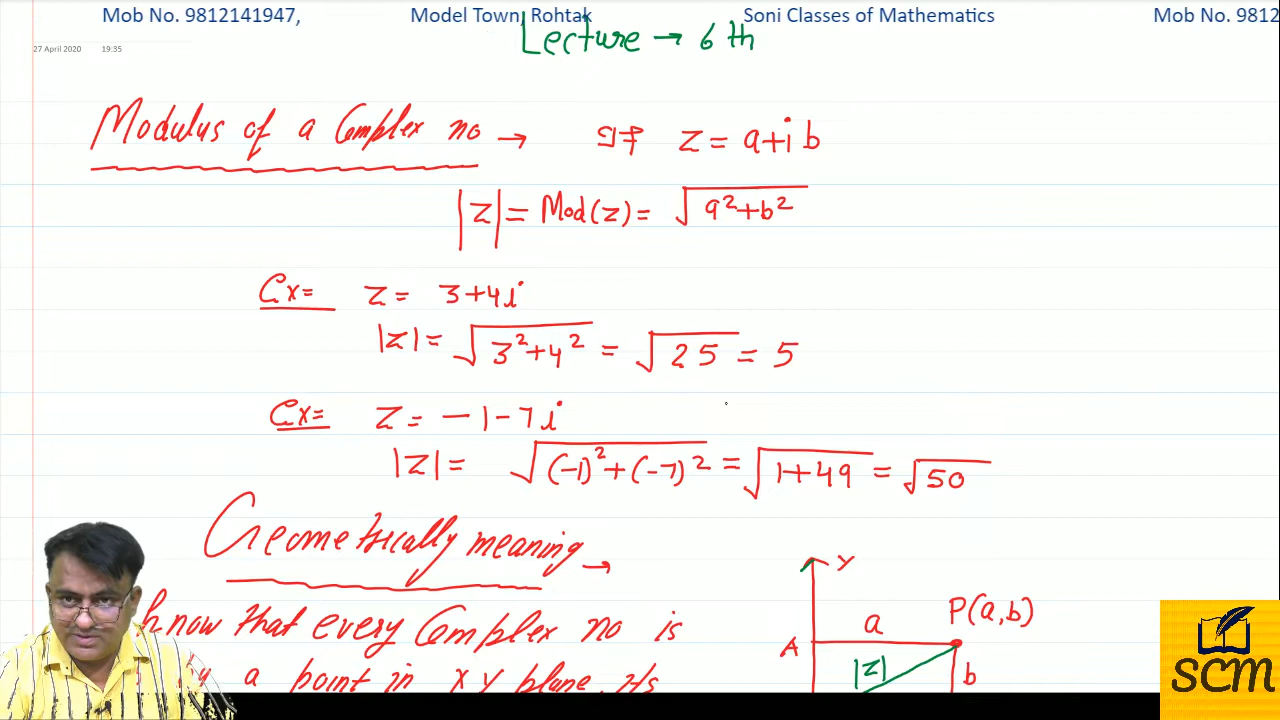 Mob No. 9812141947, Model Town, Rohtak Soni Classes of Mathematics Mob No. 9812
Lecture → 6 th
27 April 2020 19:35
Modulus of a Complex no → If z = a+ib
|z| = Mod(z) = √(a²+b²)
Ex= z = 3+4i
|z| = √(3²+4²) = √25 = 5
Ex= z = -1-7i
|z| = √((-1)²+(-7)²) = √(1+49) = √50
Geometrically meaning →
Y
P(a,b)
know that every Complex no is
a
A
|z|
b
a point in xy plane
scm